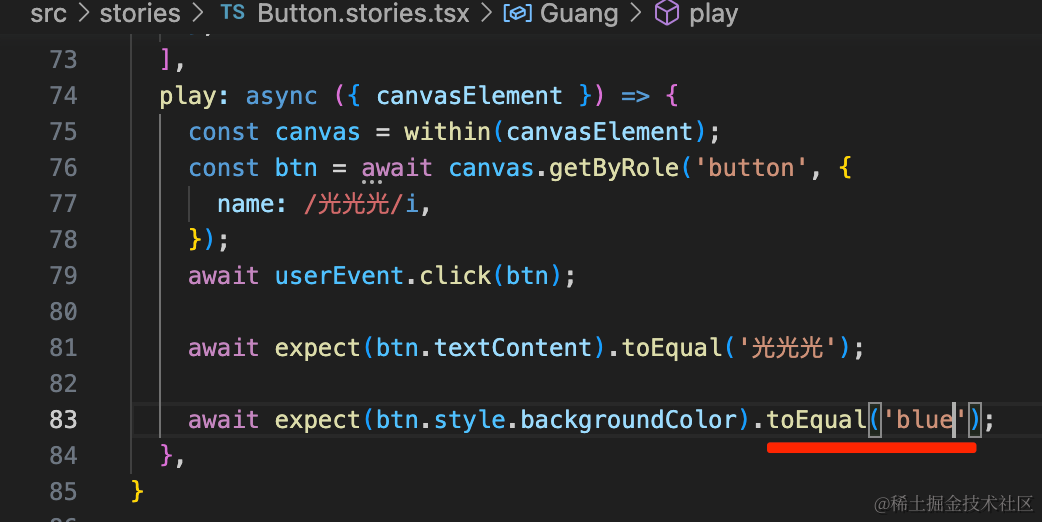 src > stories > TS Button.stories.tsx > Guang > play
73 ],
74 play: async ({ canvasElement }) => {
75 const canvas = within(canvasElement);
76 const btn = await canvas.getByRole('button', {
77 name: /光光光/i,
78 });
79 await userEvent.click(btn);
80
81 await expect(btn.textContent).toEqual('光光光');
82
83 await expect(btn.style.backgroundColor).toEqual('blue');
84 },
85 }
@稀土掘金技术社区